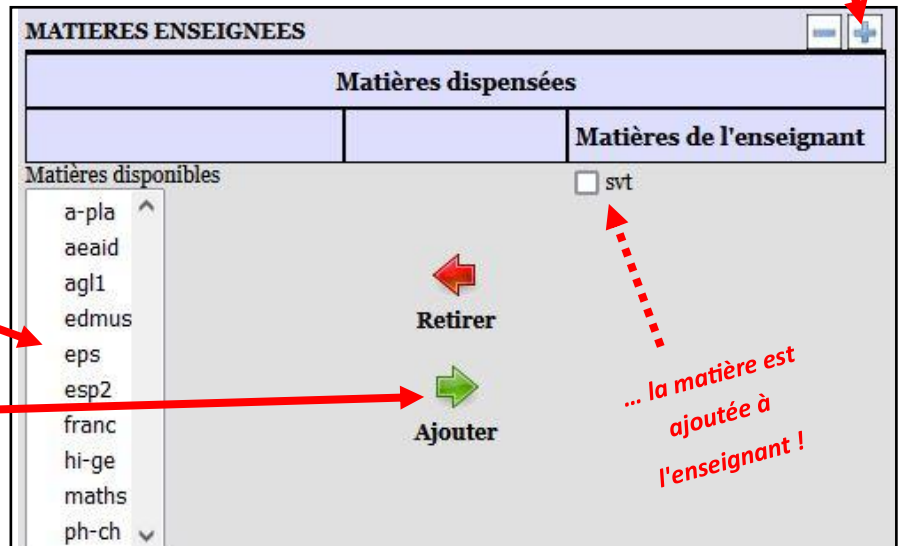 MATIERES ENSEIGNEES
Matières dispensées
Matières de l'enseignant
Matières disponibles
svt
a-pla
aeaid
agl1
edmus
eps
esp2
franc
hi-ge
maths
ph-ch
Retirer
Ajouter
... la matière est
ajoutée à
l'enseignant !